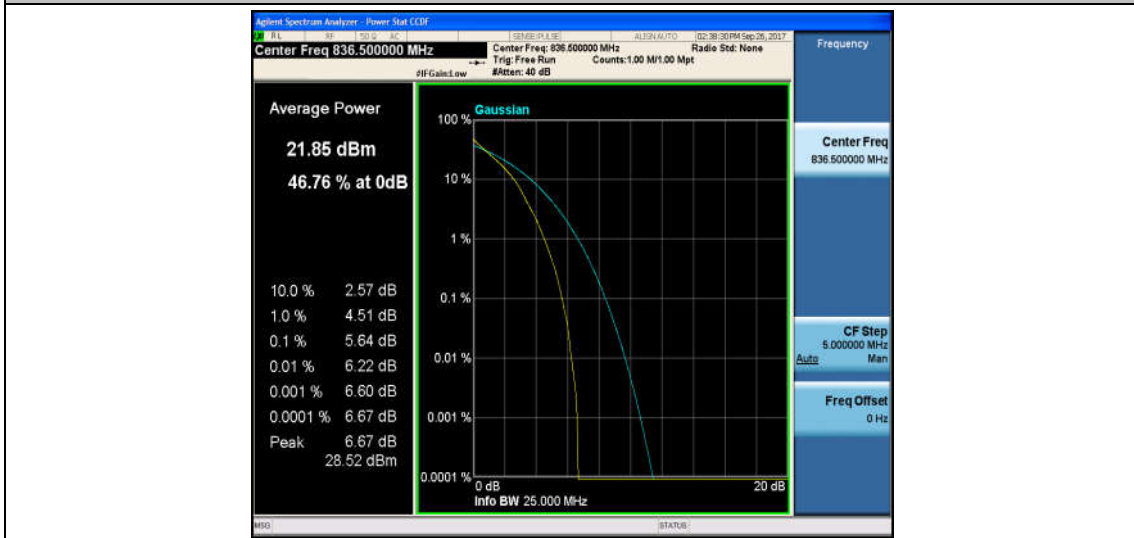 Agilent Spectrum Analyzer - Power Stat CCDF
RL RF 50 Ω AC SENSE:PULSE ALIGN AUTO 02:38:30 PM Sep 26, 2017
Center Freq 836.500000 MHz
Center Freq: 836.500000 MHz Radio Std: None
Trig: Free Run Counts:1.00 M/1.00 Mpt
#IFGain:Low #Atten: 40 dB
Frequency
Average Power
21.85 dBm
46.76 % at 0dB
10.0 % 2.57 dB
1.0 % 4.51 dB
0.1 % 5.64 dB
0.01 % 6.22 dB
0.001 % 6.60 dB
0.0001 % 6.67 dB
Peak 6.67 dB
28.52 dBm
Gaussian
100 %
10 %
1 %
0.1 %
0.01 %
0.001 %
0.0001 %
0 dB 20 dB
Info BW 25.000 MHz
Center Freq
836.500000 MHz
CF Step
5.000000 MHz
Auto Man
Freq Offset
0 Hz
MSG STATUS